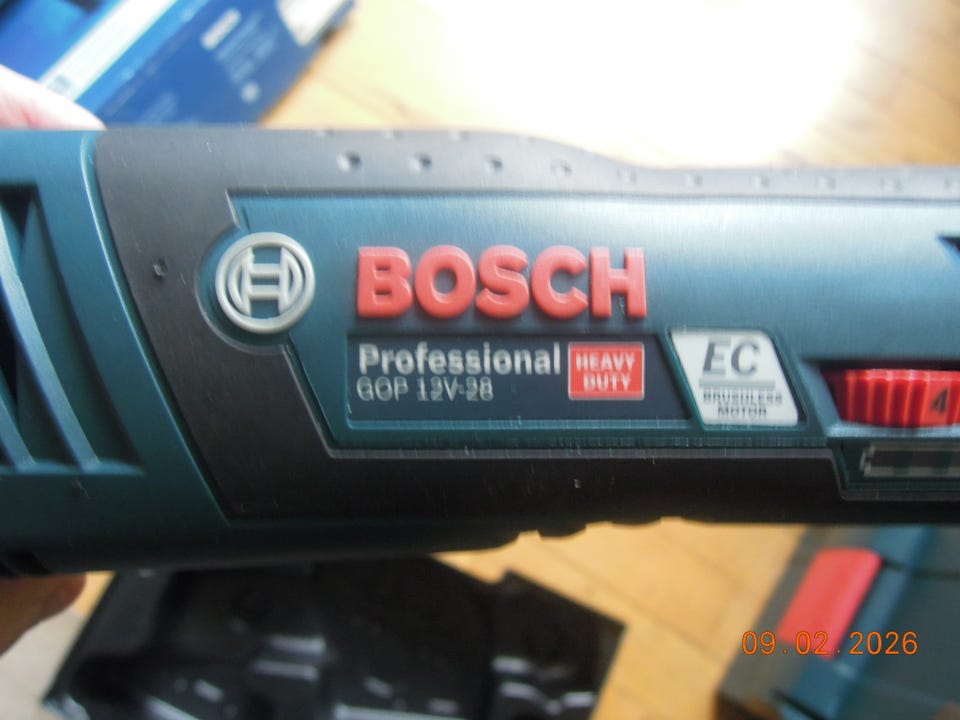 BOSCH
Professional
GOP 12V-28
HEAVY
DUTY
EC
BRUSHLESS
MOTOR
4
09.02.2026